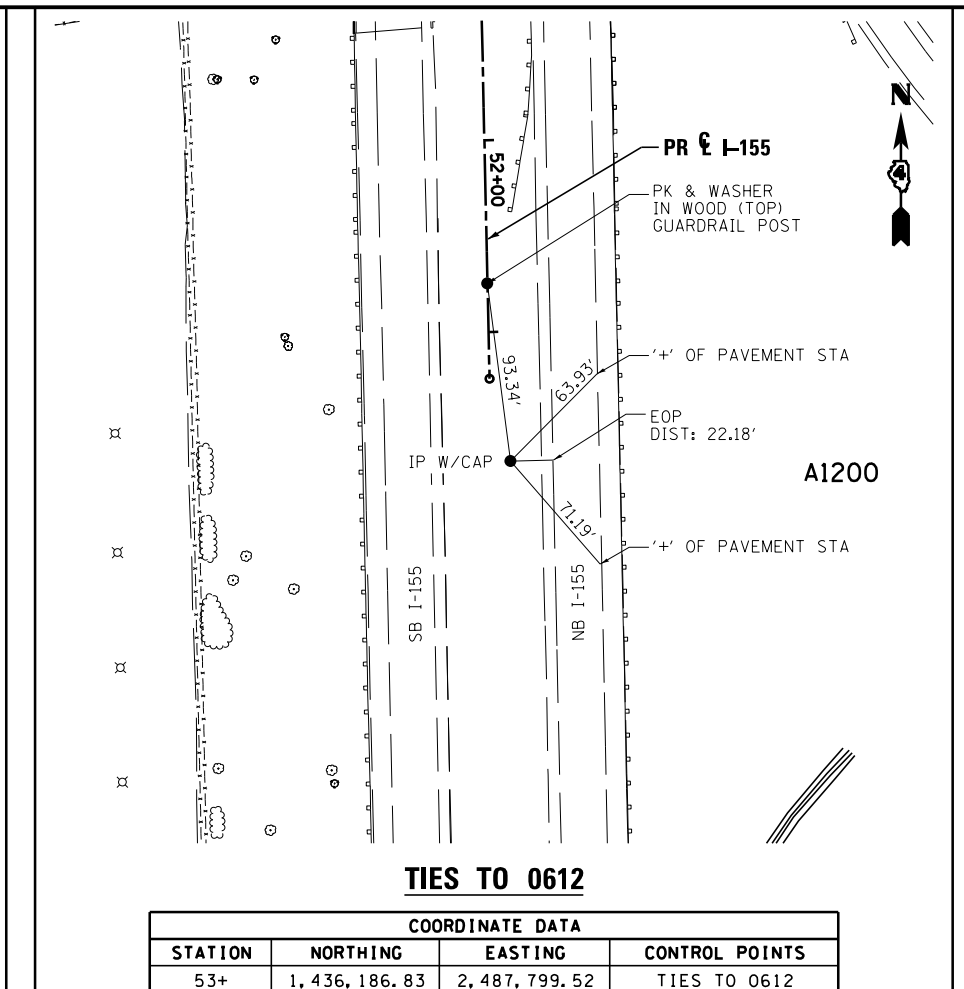 N
4
PR ℄ I-155
52+00
PK & WASHER
IN WOOD (TOP)
GUARDRAIL POST
93.34'
63.93'
'+' OF PAVEMENT STA
EOP
DIST: 22.18'
IP W/CAP
A1200
71.19'
'+' OF PAVEMENT STA
SB I-155
NB I-155
TIES TO 0612
COORDINATE DATA
STATION NORTHING EASTING CONTROL POINTS
53+ 1,436,186.83 2,487,799.52 TIES TO 0612